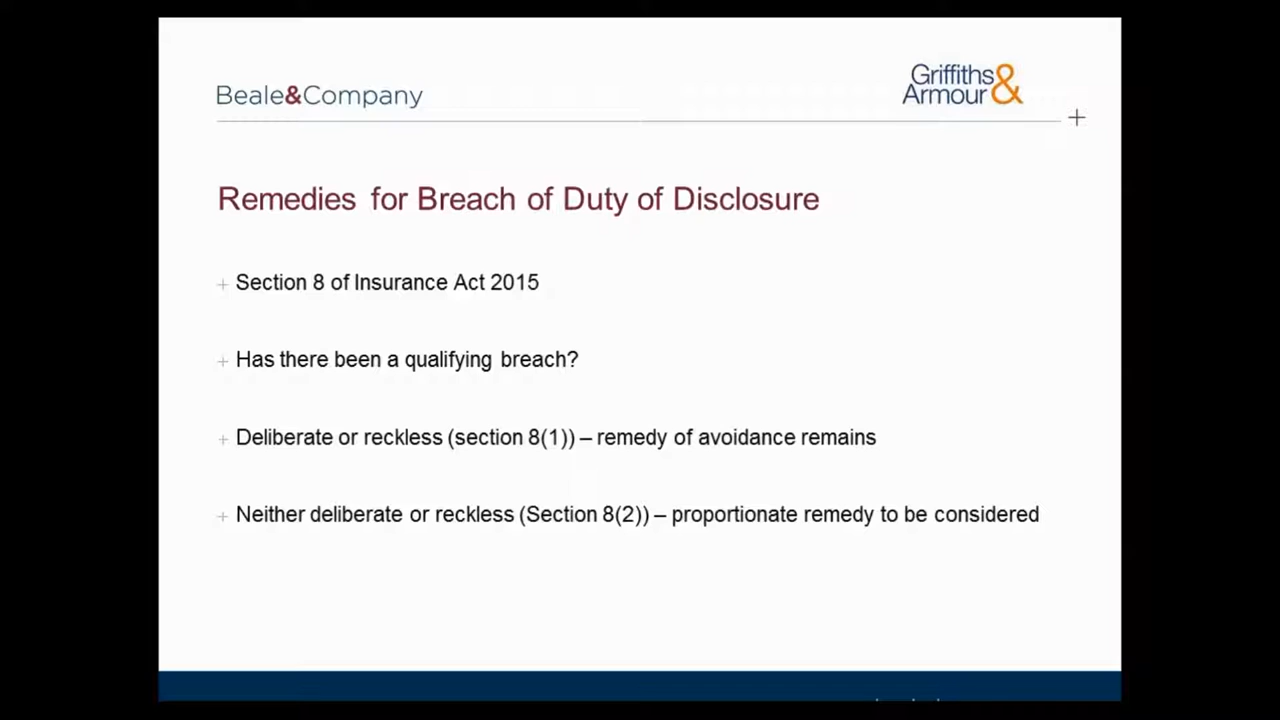 Beale&Company
Griffiths&
Armour
Remedies for Breach of Duty of Disclosure
Section 8 of Insurance Act 2015
Has there been a qualifying breach?
Deliberate or reckless (section 8(1)) – remedy of avoidance remains
Neither deliberate or reckless (Section 8(2)) – proportionate remedy to be considered